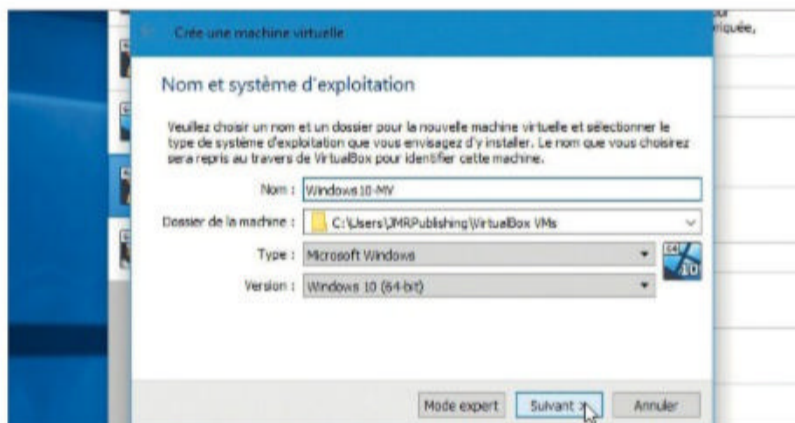 riquée,
Crée une machine virtuelle
Nom et système d'exploitation
Veuillez choisir un nom et un dossier pour la nouvelle machine virtuelle et sélectionner le
type de système d'exploitation que vous envisagez d'y installer. Le nom que vous choisirez
sera repris au travers de VirtualBox pour identifier cette machine.
Nom : Windows10-MV
Dossier de la machine : C:\Users\JMRPublishing\VirtualBox VMs
Type : Microsoft Windows
64
10
Version : Windows 10 (64-bit)
Mode expert Suivant > Annuler